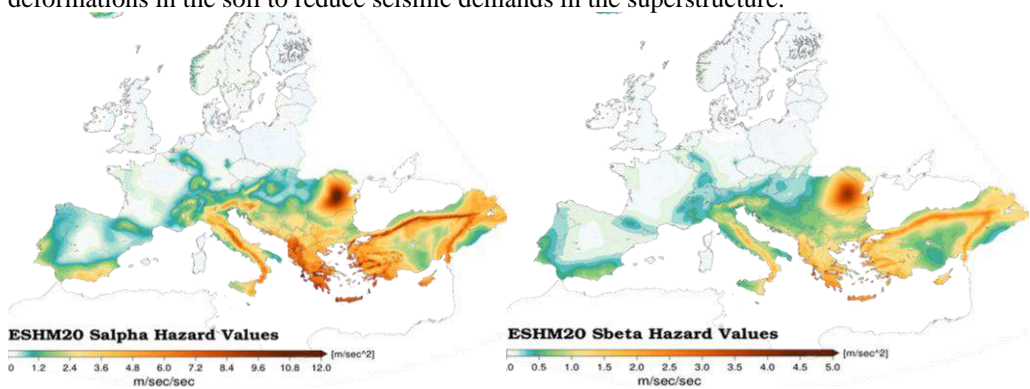 deformations in the soil to reduce seismic demands in the superstructure.
ESHM20 Salpha Hazard Values
[m/sec^2]
0 1.2 2.4 3.6 4.8 6.0 7.2 8.4 9.6 10.8 12.0
m/sec/sec
ESHM20 Sbeta Hazard Values
[m/sec^2]
.0 0.5 1.0 1.5 2.0 2.5 3.0 3.5 4.0 4.5 5.0
m/sec/sec